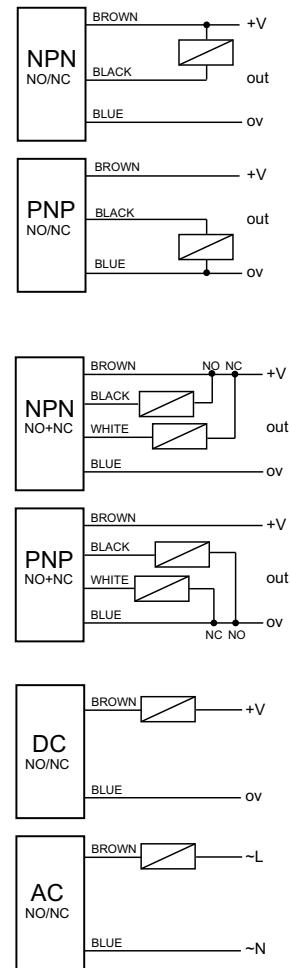 BROWN +V
NPN
NO/NC
BLACK out
BLUE ov
BROWN +V
PNP
NO/NC
BLACK out
BLUE ov
BROWN NO NC +V
BLACK
NPN
NO+NC
WHITE out
BLUE ov
BROWN +V
BLACK
PNP
NO+NC
WHITE out
BLUE ov
NC NO
BROWN +V
DC
NO/NC
BLUE ov
BROWN ~L
AC
NO/NC
BLUE ~N